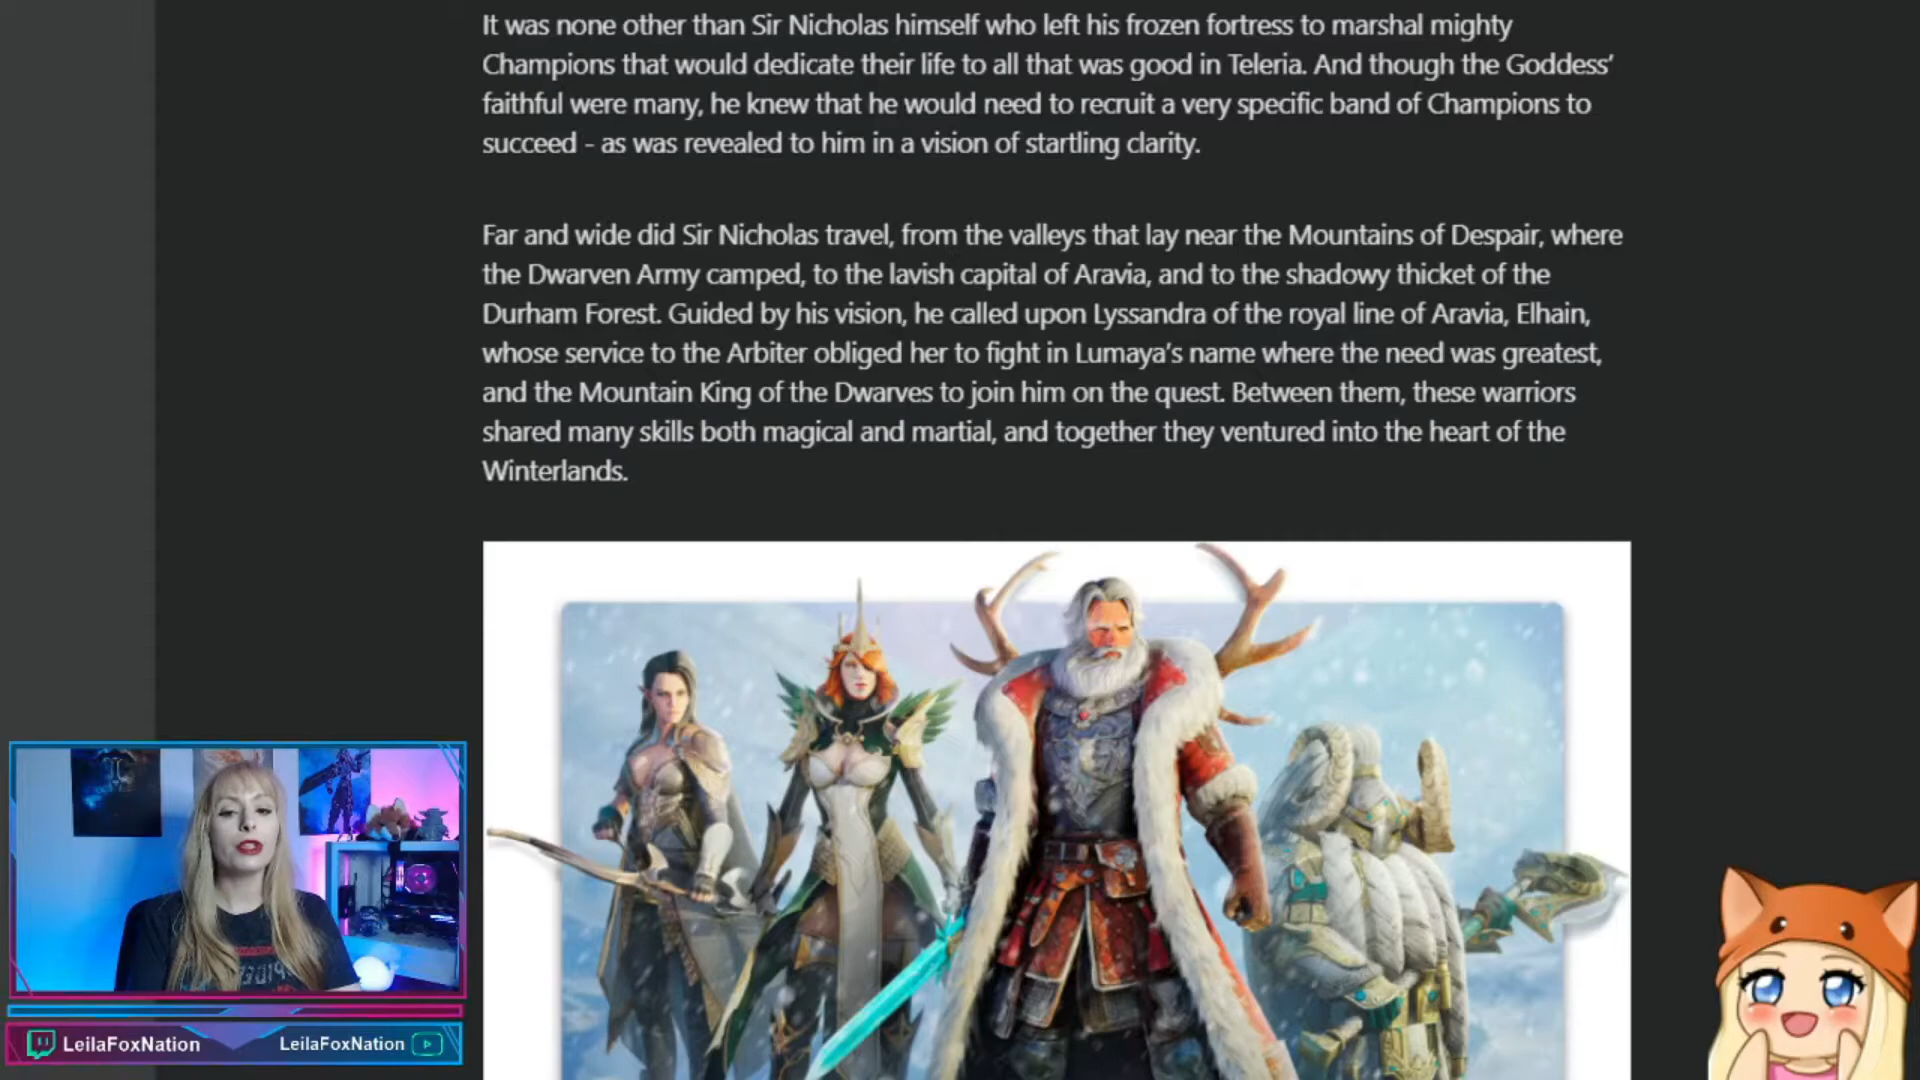 It was none other than Sir Nicholas himself who left his frozen fortress to marshal mighty
Champions that would dedicate their life to all that was good in Teleria. And though the Goddess’
faithful were many, he knew that he would need to recruit a very specific band of Champions to
succeed - as was revealed to him in a vision of startling clarity.
Far and wide did Sir Nicholas travel, from the valleys that lay near the Mountains of Despair, where
the Dwarven Army camped, to the lavish capital of Aravia, and to the shadowy thicket of the
Durham Forest. Guided by his vision, he called upon Lyssandra of the royal line of Aravia, Elhain,
whose service to the Arbiter obliged her to fight in Lumaya’s name where the need was greatest,
and the Mountain King of the Dwarves to join him on the quest. Between them, these warriors
shared many skills both magical and martial, and together they ventured into the heart of the
Winterlands.
LeilaFoxNation
LeilaFoxNation